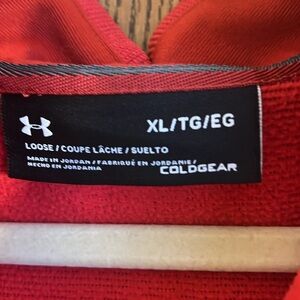 XL/TG/EG
LOOSE / COUPE LÂCHE / SUELTO
MADE IN JORDAN / FABRIQUÉ EN JORDANIE /
HECHO EN JORDANIA
COLDGEAR